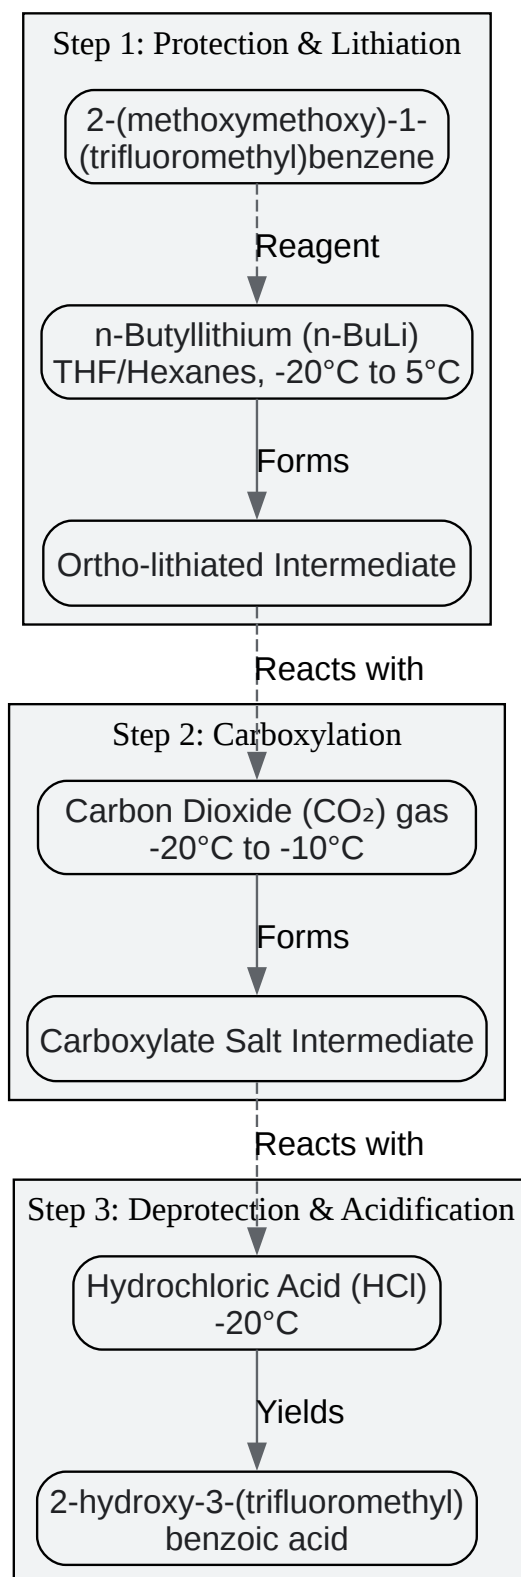 Step 1: Protection & Lithiation
2-(methoxymethoxy)-1-
(trifluoromethyl)benzene
Reagent
n-Butyllithium (n-BuLi)
THF/Hexanes, -20°C to 5°C
Forms
Ortho-lithiated Intermediate
Reacts with
Step 2: Carboxylation
Carbon Dioxide (CO₂) gas
-20°C to -10°C
Forms
Carboxylate Salt Intermediate
Reacts with
Step 3: Deprotection & Acidification
Hydrochloric Acid (HCl)
-20°C
Yields
2-hydroxy-3-(trifluoromethyl)
benzoic acid